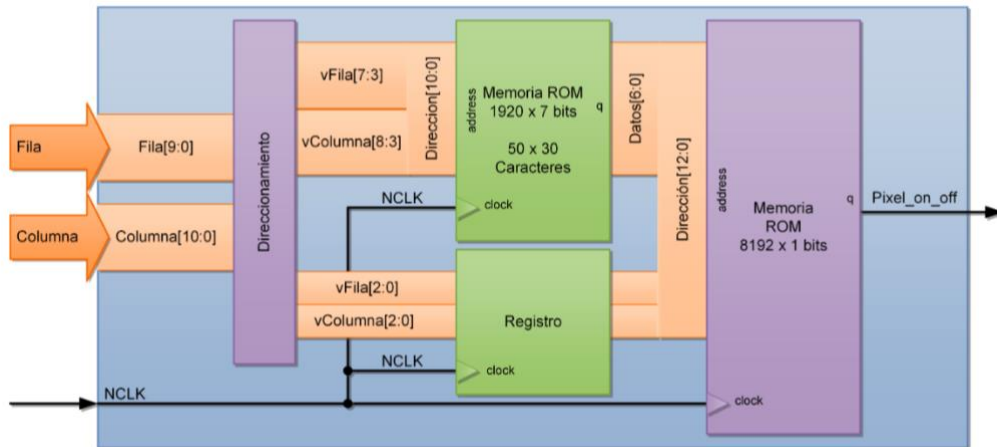 Fila
Fila[9:0]
Columna
Columna[10:0]
Direccionamiento
vFila[7:3]
vColumna[8:3]
Direccion[10:0]
address
Memoria ROM
1920 x 7 bits
q
50 x 30
Caracteres
NCLK
clock
Datos[6:0]
Dirección[12:0]
address
Memoria
ROM
8192 x 1 bits
q
Pixel_on_off
vFila[2:0]
vColumna[2:0]
Registro
NCLK
clock
NCLK
clock